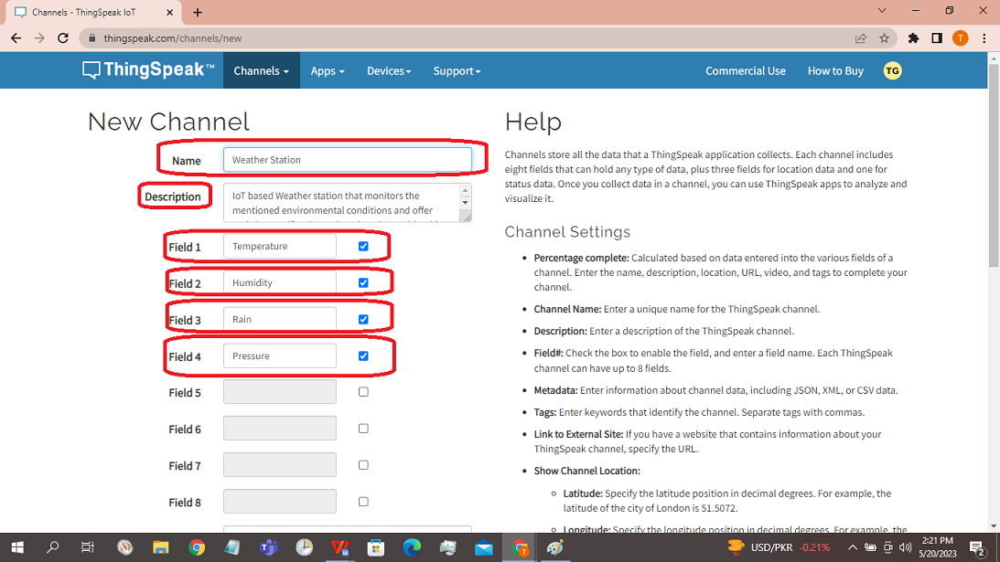 Channels - ThingSpeak IoT
thingspeak.com/channels/new
T
ThingSpeak™
Channels
Apps
Devices
Support
Commercial Use
How to Buy
TG
New Channel
Name
Weather Station
Description
IoT based Weather station that monitors the
mentioned environmental conditions and offer
Field 1
Temperature
Field 2
Humidity
Field 3
Rain
Field 4
Pressure
Field 5
Field 6
Field 7
Field 8
Help
Channels store all the data that a ThingSpeak application collects. Each channel includes
eight fields that can hold any type of data, plus three fields for location data and one for
status data. Once you collect data in a channel, you can use ThingSpeak apps to analyze and
visualize it.
Channel Settings
• Percentage complete: Calculated based on data entered into the various fields of a
channel. Enter the name, description, location, URL, video, and tags to complete your
channel.
• Channel Name: Enter a unique name for the ThingSpeak channel.
• Description: Enter a description of the ThingSpeak channel.
• Field#: Check the box to enable the field, and enter a field name. Each ThingSpeak
channel can have up to 8 fields.
• Metadata: Enter information about channel data, including JSON, XML, or CSV data.
• Tags: Enter keywords that identify the channel. Separate tags with commas.
• Link to External Site: If you have a website that contains information about your
ThingSpeak channel, specify the URL.
• Show Channel Location:
Latitude: Specify the latitude position in decimal degrees. For example, the
latitude of the city of London is 51.5072.
Longitude: Specify the longitude position in decimal degrees. For example, the
USD/PKR -0.21%
2:21 PM
5/20/2023
2